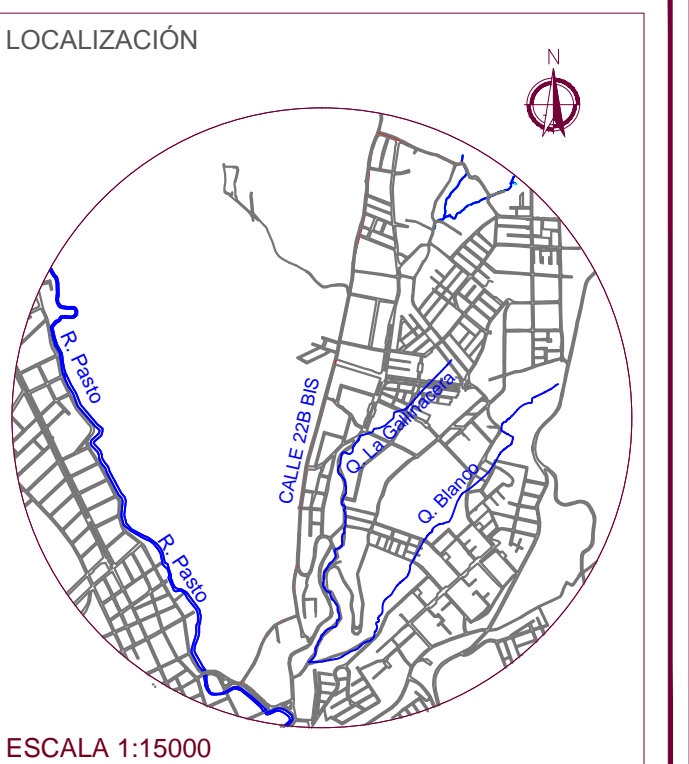 LOCALIZACIÓN
N
R. Pasto
CALLE 22B BIS
Q. La Gallinacera
Q. Blanco
R. Pasto
ESCALA 1:15000